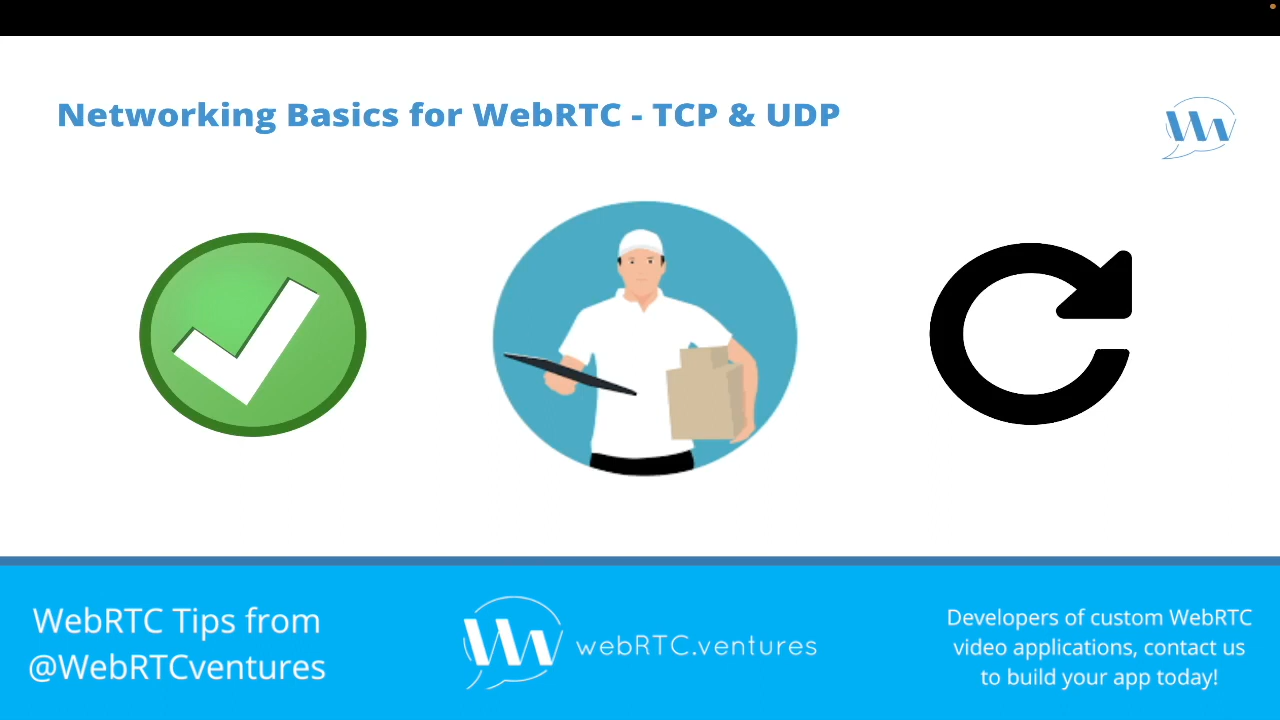 Networking Basics for WebRTC - TCP & UDP
WebRTC Tips from
@WebRTCventures
webRTC.ventures
Developers of custom WebRTC
video applications, contact us
to build your app today!